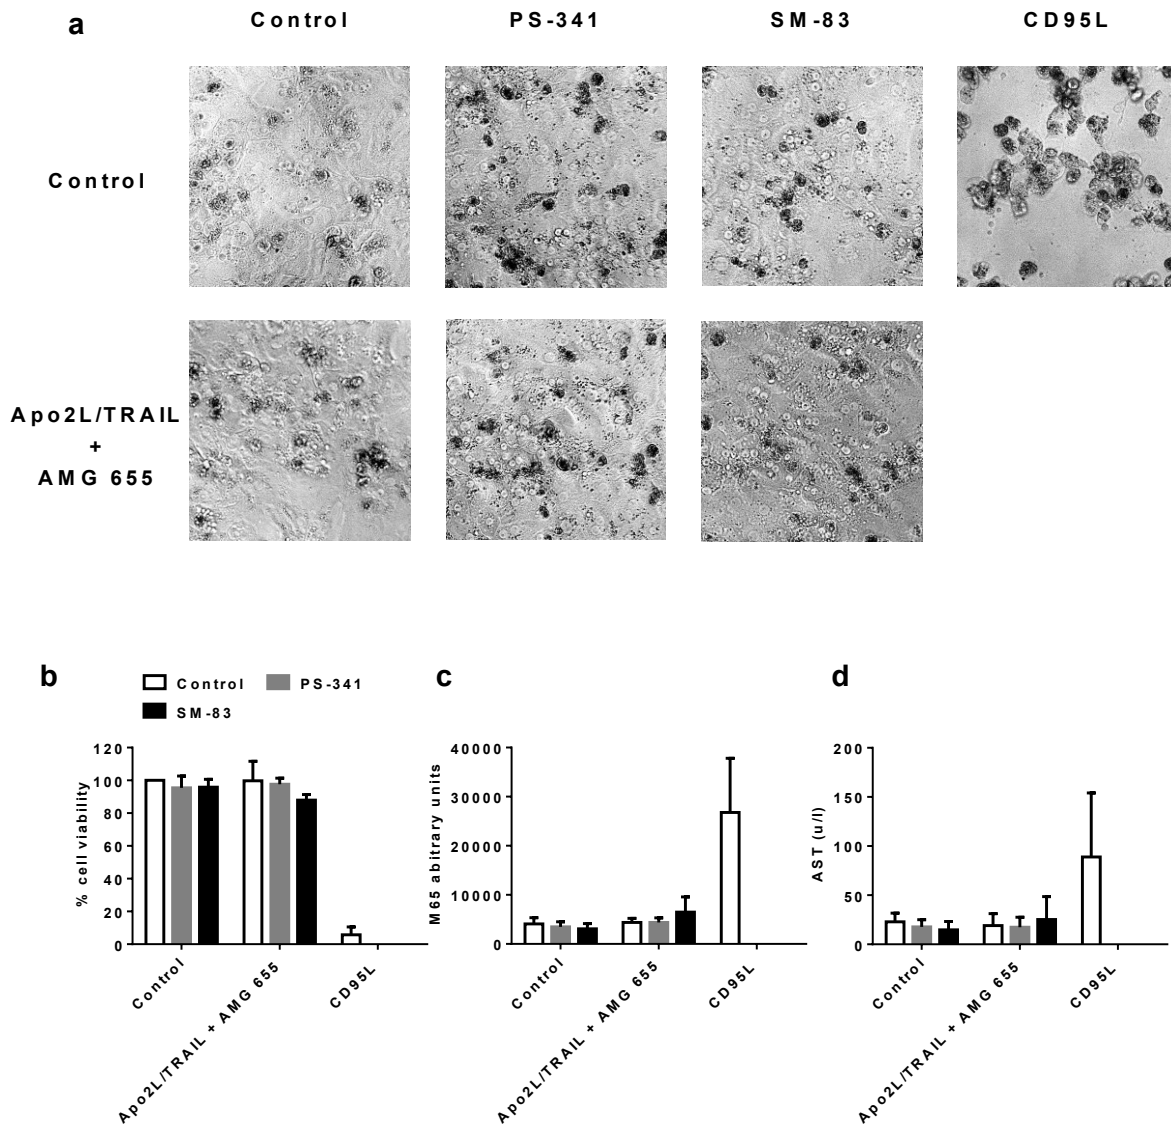 a
Control
PS-341
SM-83
CD95L
Control
Apo2L/TRAIL
+
AMG 655
b
Control
PS-341
SM-83
% cell viability
120
100
80
60
40
20
0
Control
Apo2L/TRAIL + AMG 655
CD95L
c
M65 abitrary units
40000
30000
20000
10000
0
Control
Apo2L/TRAIL + AMG 655
CD95L
d
AST (u/l)
200
150
100
50
0
Control
Apo2L/TRAIL + AMG 655
CD95L